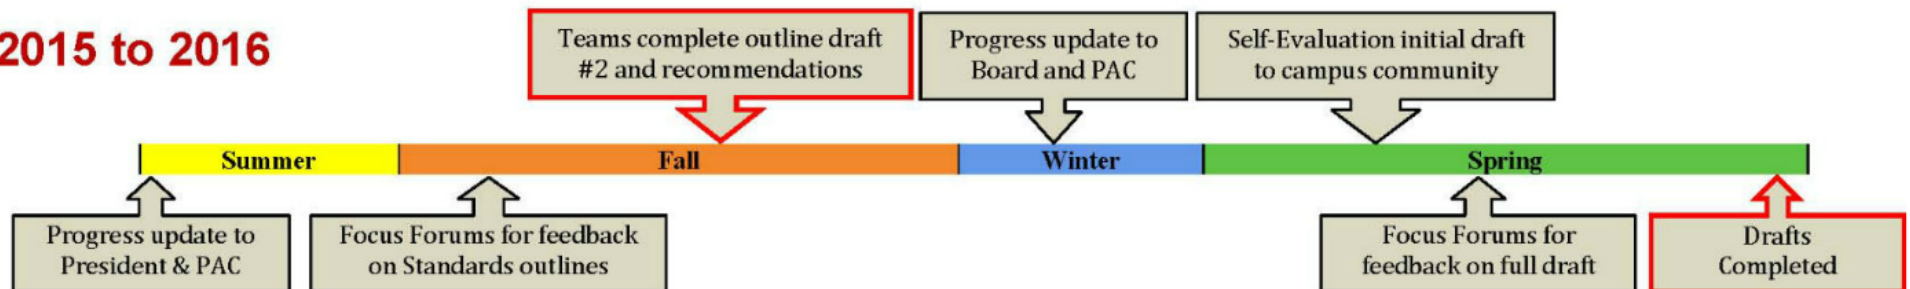 2015 to 2016
Teams complete outline draft
#2 and recommendations
Progress update to
Board and PAC
Self-Evaluation initial draft
to campus community
Summer
Fall
Winter
Spring
Progress update to
President & PAC
Focus Forums for feedback
on Standards outlines
Focus Forums for
feedback on full draft
Drafts
Completed